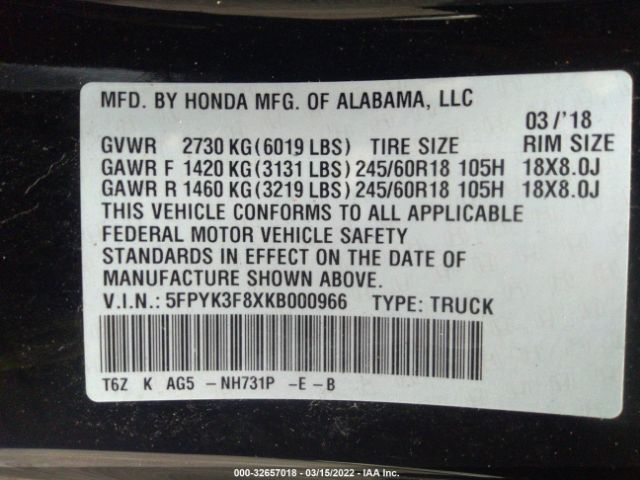 MFD. BY HONDA MFG. OF ALABAMA, LLC
03/'18
GVWR 2730 KG(6019 LBS) TIRE SIZE RIM SIZE
GAWR F 1420 KG(3131 LBS) 245/60R18 105H 18X8.0J
GAWR R 1460 KG(3219 LBS) 245/60R18 105H 18X8.0J
THIS VEHICLE CONFORMS TO ALL APPLICABLE
FEDERAL MOTOR VEHICLE SAFETY
STANDARDS IN EFFECT ON THE DATE OF
MANUFACTURE SHOWN ABOVE.
V.I.N.: 5FPYK3F8XKB000966 TYPE: TRUCK
T6Z K AG5 -NH731P -E-B
000-32657018 - 03/15/2022 - IAA Inc.